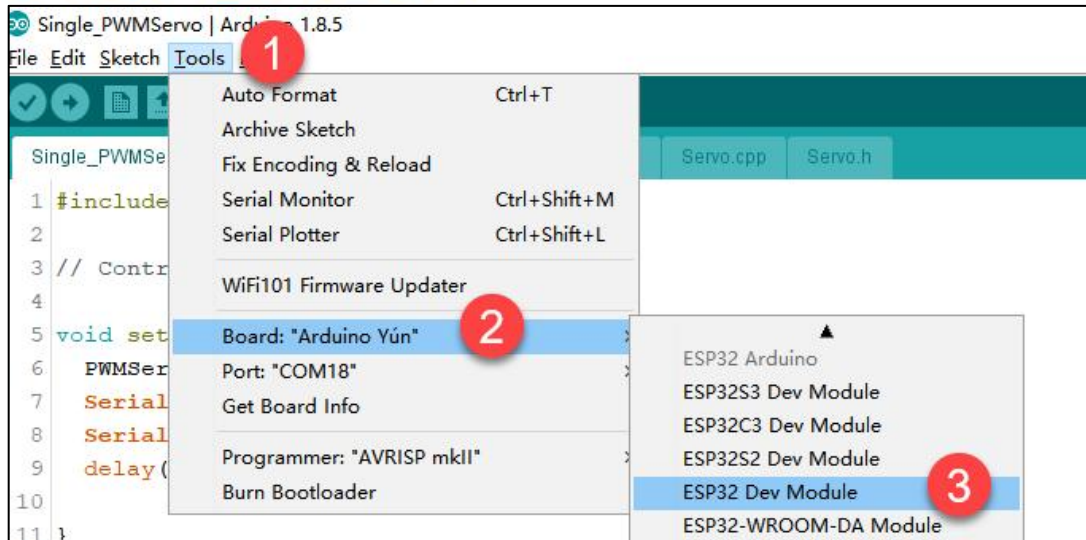 Single_PWMServo | Arduino 1.8.5
File Edit Sketch Tools
1
Auto Format Ctrl+T
Archive Sketch
Fix Encoding & Reload
Serial Monitor Ctrl+Shift+M
Serial Plotter Ctrl+Shift+L
WiFi101 Firmware Updater
Board: "Arduino Yún"
2
Port: "COM18"
Get Board Info
Programmer: "AVRISP mkII"
Burn Bootloader
Single_PWMSe
Servo.cpp Servo.h
1 #include
2
3 // Contr
4
5 void set
6 PWMSer
7 Serial
8 Serial
9 delay(
10
11 }
ESP32 Arduino
ESP32S3 Dev Module
ESP32C3 Dev Module
ESP32S2 Dev Module
ESP32 Dev Module
3
ESP32-WROOM-DA Module